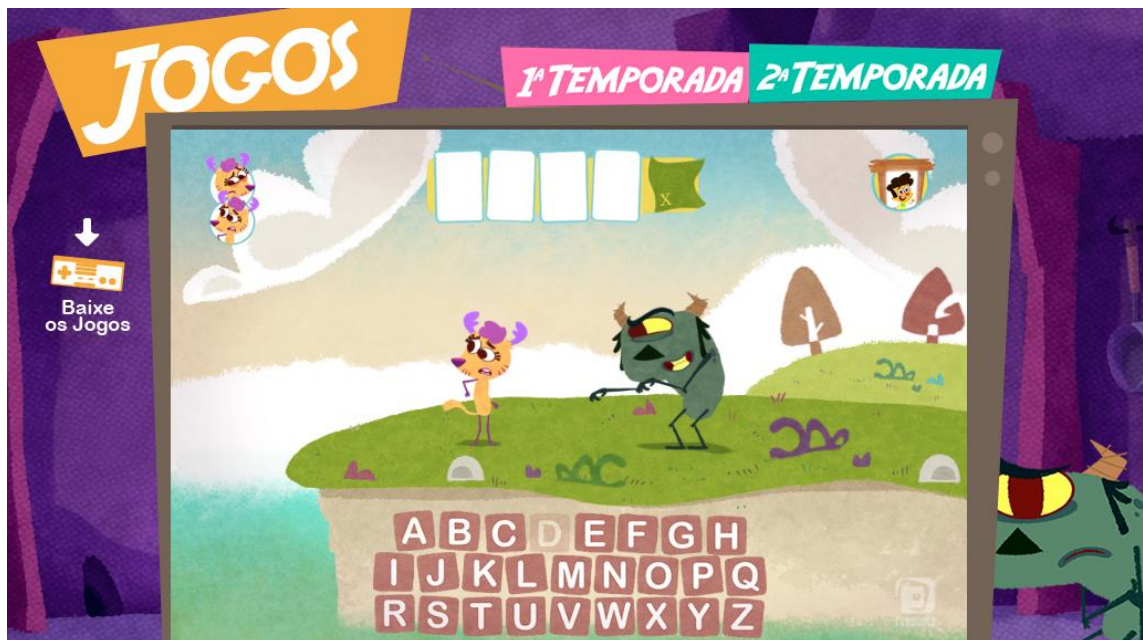 JOGOS
1ª TEMPORADA
2ª TEMPORADA
X
Baixe
os Jogos
A B C D E F G H
I J K L M N O P Q
R S T U V W X Y Z